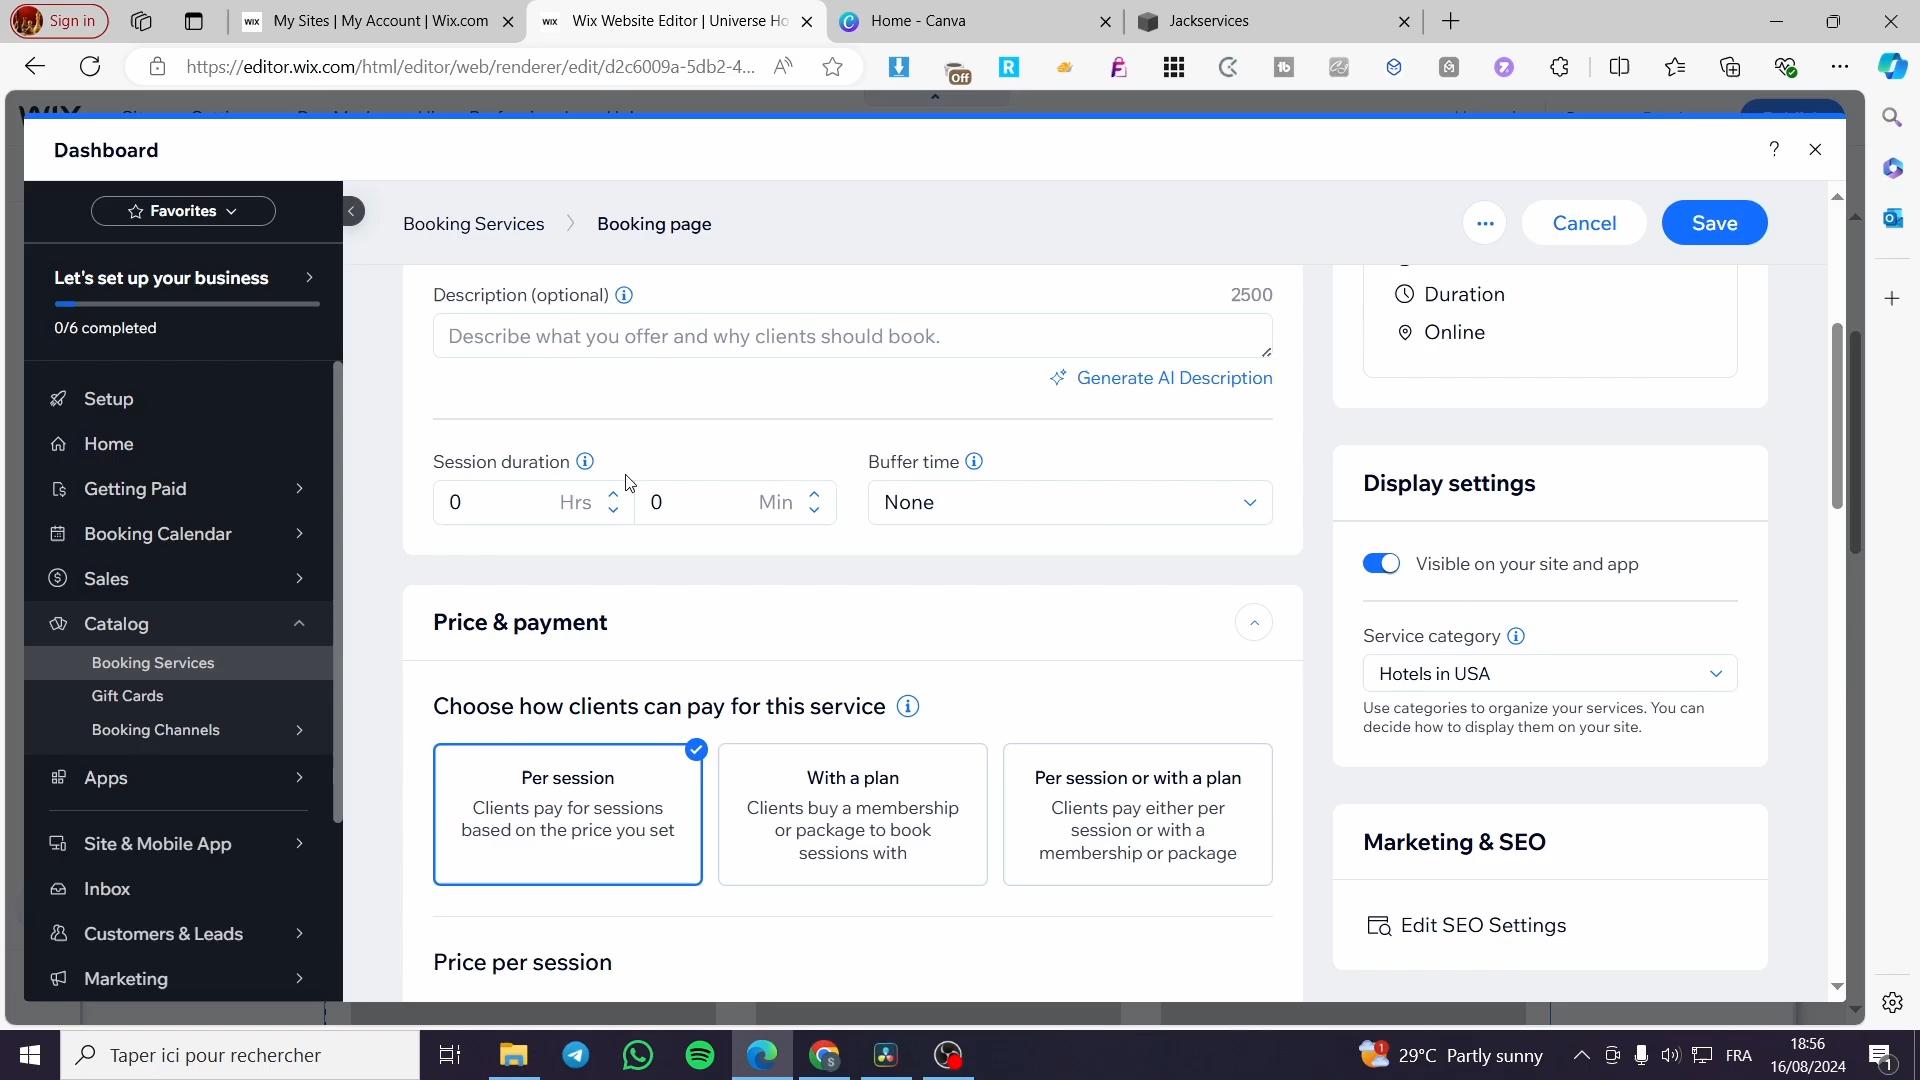 Sign in
WiX My Sites | My Account | Wix.com
WiX Wix Website Editor | Universe Ho
Home - Canva
Jackservices
https://editor.wix.com/html/editor/web/renderer/edit/d2c6009a-5db2-4...
Off
Dashboard
?
Favorites
Booking Services
Booking page
...
Cancel
Save
Let's set up your business
0/6 completed
Description (optional)
2500
Describe what you offer and why clients should book.
Generate AI Description
Duration
Online
Setup
Home
Getting Paid
Booking Calendar
Sales
Catalog
Booking Services
Gift Cards
Booking Channels
Apps
Site & Mobile App
Inbox
Customers & Leads
Marketing
Session duration
Buffer time
0 Hrs
0 Min
None
Price & payment
Choose how clients can pay for this service
Per session
Clients pay for sessions
based on the price you set
With a plan
Clients buy a membership
or package to book
sessions with
Per session or with a plan
Clients pay either per
session or with a
membership or package
Price per session
Display settings
Visible on your site and app
Service category
Hotels in USA
Use categories to organize your services. You can
decide how to display them on your site.
Marketing & SEO
Edit SEO Settings
Taper ici pour rechercher
29°C Partly sunny
FRA
18:56
16/08/2024